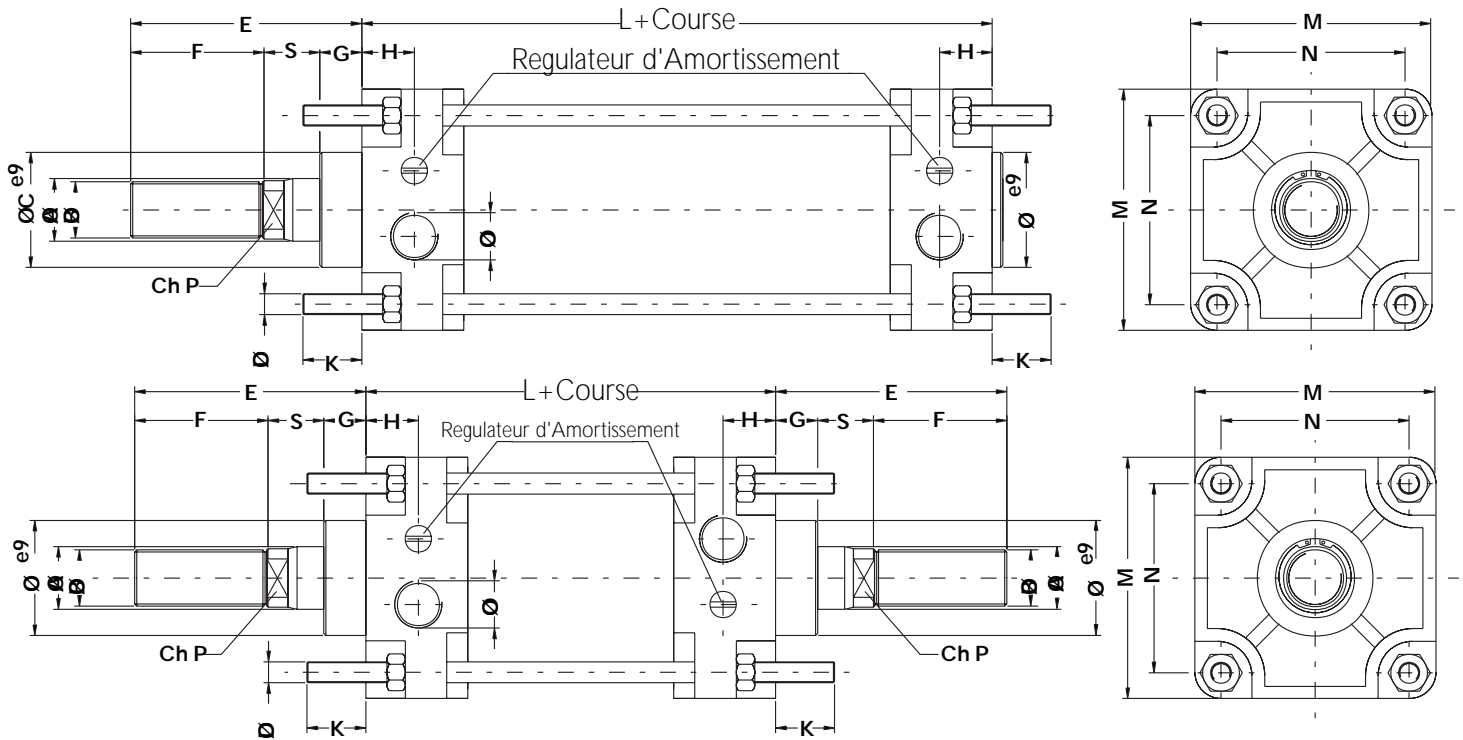 E L+Course M
F S G H H N
Regulateur d'Amortissement
ØC e9
Ø
Ø e9
M
N
Ch P
Ø
K
K
E L+Course E M
F S G H H G S F N
Regulateur d'Amortissement
Ø e9
Ø
Ø e9
M
N
Ch P
Ch P
Ø
K
K